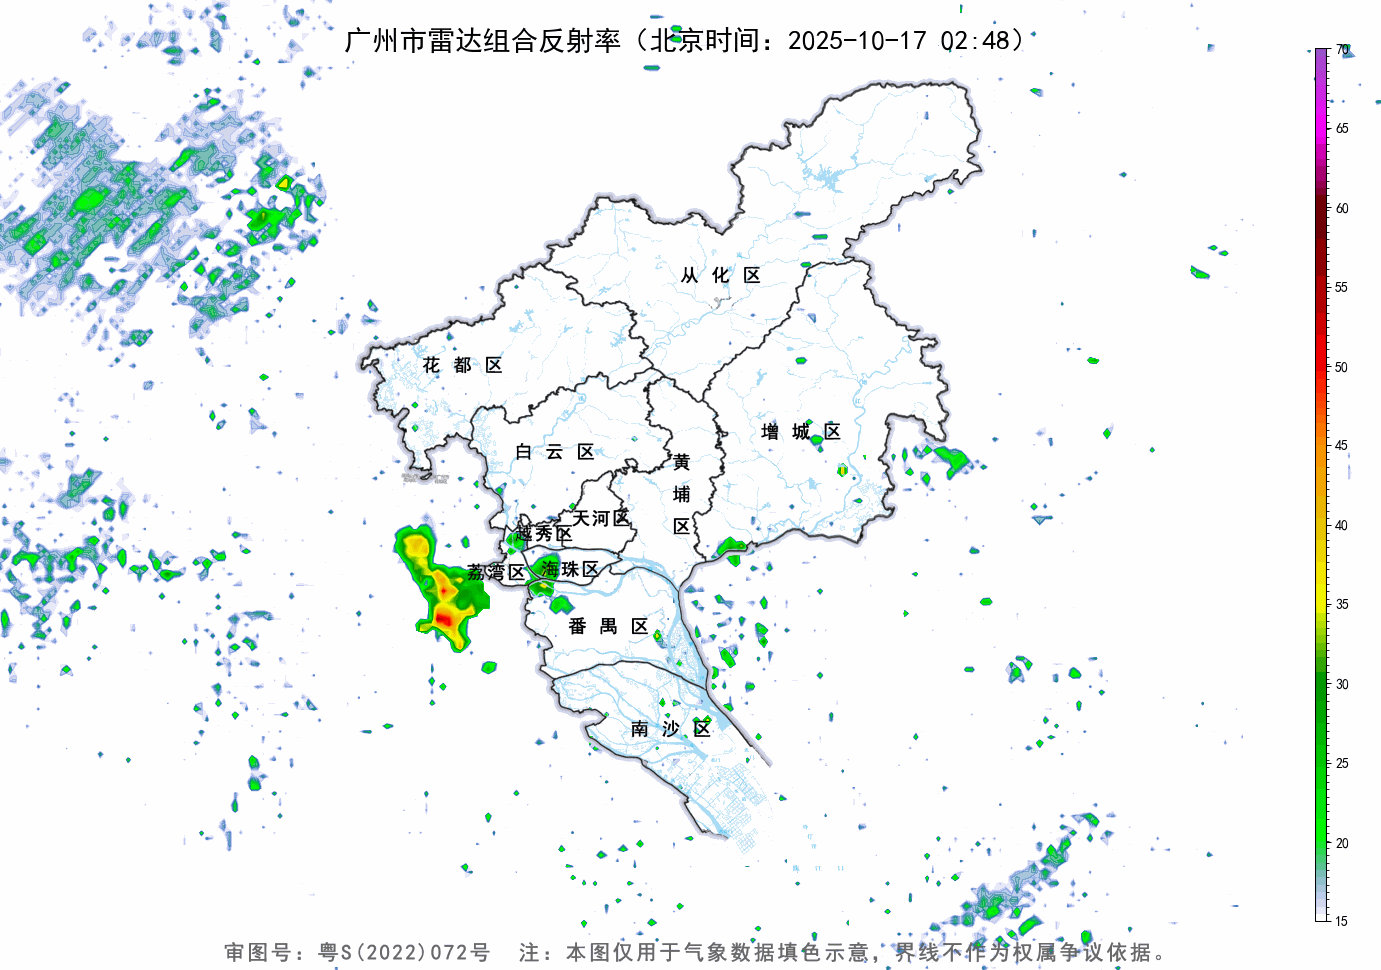 广州市雷达组合反射率（北京时间：2025-10-17 02:48）
70
65
60
55
50
45
40
35
30
25
20
15
从化区
花都区
增城区
白云区
黄埔区
天河区
越秀区
海珠区
荔湾区
番禺区
南沙区
审图号：粤S(2022)072号 注：本图仅用于气象数据填色示意，界线不作为权属争议依据。